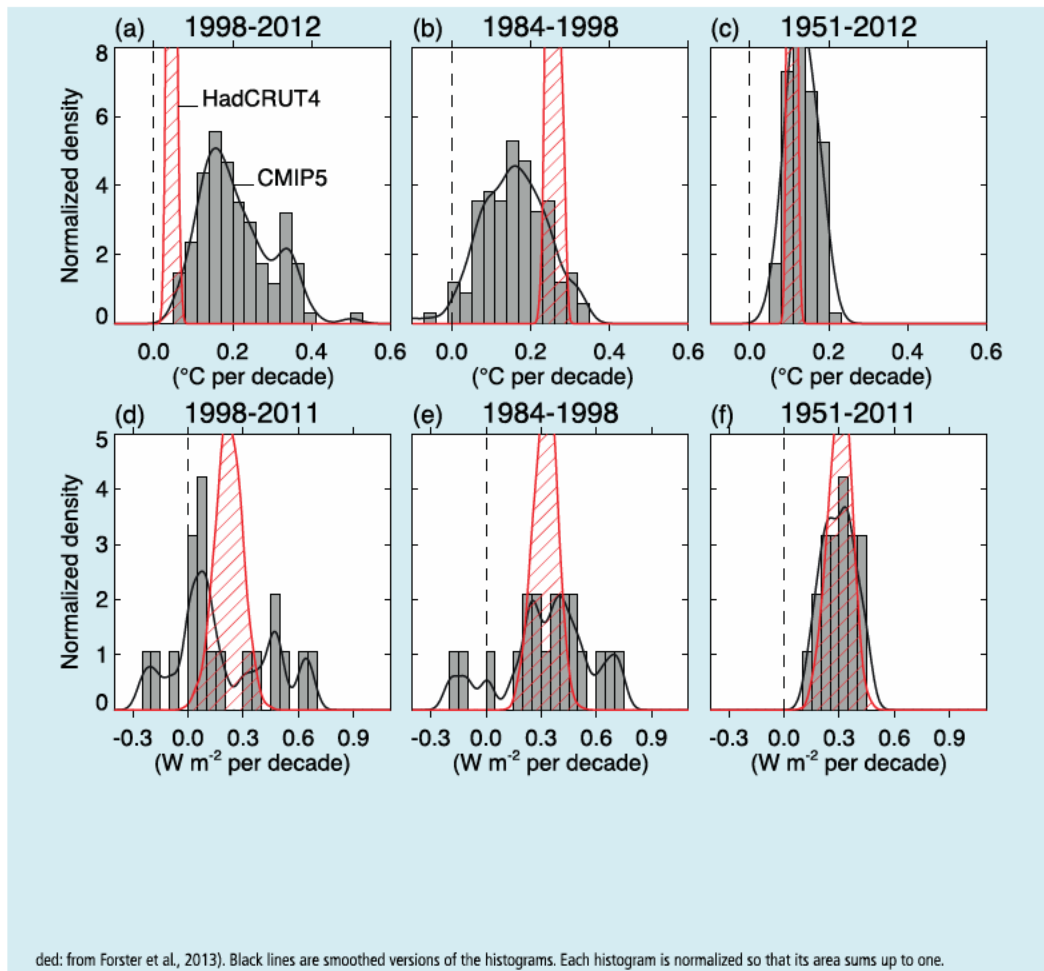 (a) 1998-2012
(b) 1984-1998
(c) 1951-2012
Normalized density
8
6
4
2
0
HadCRUT4
CMIP5
0.0 0.2 0.4 0.6
(°C per decade)
0.0 0.2 0.4 0.6
(°C per decade)
0.0 0.2 0.4 0.6
(°C per decade)
(d) 1998-2011
(e) 1984-1998
(f) 1951-2011
Normalized density
5
4
3
2
1
0
-0.3 0.0 0.3 0.6 0.9
(W m⁻² per decade)
-0.3 0.0 0.3 0.6 0.9
(W m⁻² per decade)
-0.3 0.0 0.3 0.6 0.9
(W m⁻² per decade)
ded: from Forster et al., 2013). Black lines are smoothed versions of the histograms. Each histogram is normalized so that its area sums up to one.